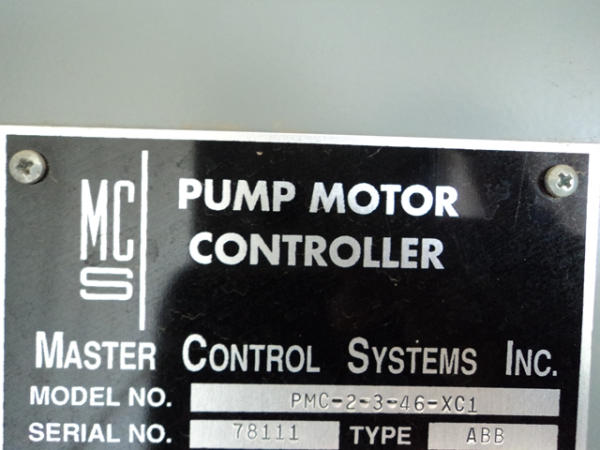 MC
S
PUMP MOTOR
CONTROLLER
MASTER CONTROL SYSTEMS INC.
MODEL NO. PMC-2-3-46-XC1
SERIAL NO. 78111 TYPE ABB